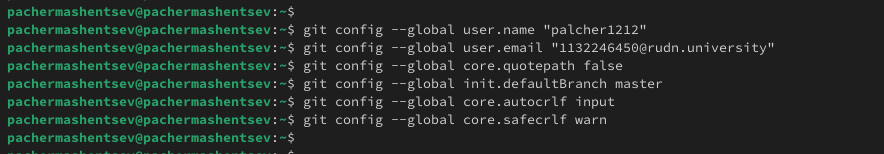 pachermashentsev@pachermashentsev:~$
pachermashentsev@pachermashentsev:~$ git config --global user.name "palcher1212"
pachermashentsev@pachermashentsev:~$ git config --global user.email "1132246450@rudn.university"
pachermashentsev@pachermashentsev:~$ git config --global core.quotepath false
pachermashentsev@pachermashentsev:~$ git config --global init.defaultBranch master
pachermashentsev@pachermashentsev:~$ git config --global core.autocrlf input
pachermashentsev@pachermashentsev:~$ git config --global core.safecrlf warn
pachermashentsev@pachermashentsev:~$